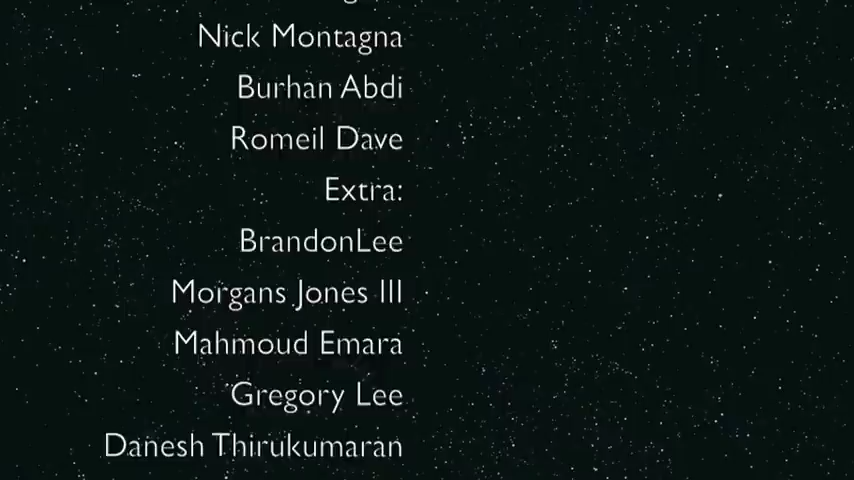 Nick Montagna
Burhan Abdi
Romeil Dave
Extra:
BrandonLee
Morgans Jones III
Mahmoud Emara
Gregory Lee
Danesh Thirukumaran